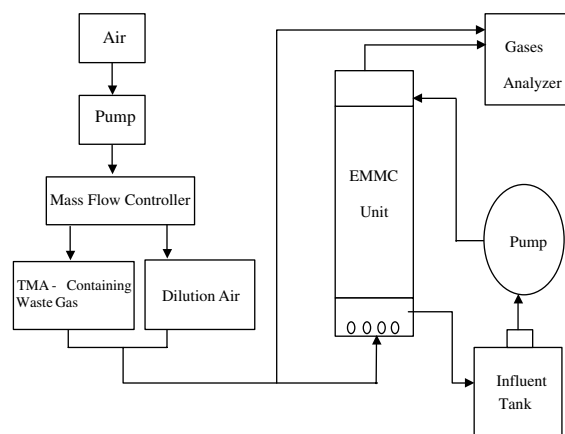 Air
Pump
Mass Flow Controller
TMA - Containing
Waste Gas
Dilution Air
EMMC
Unit
Gases
Analyzer
Pump
Influent
Tank